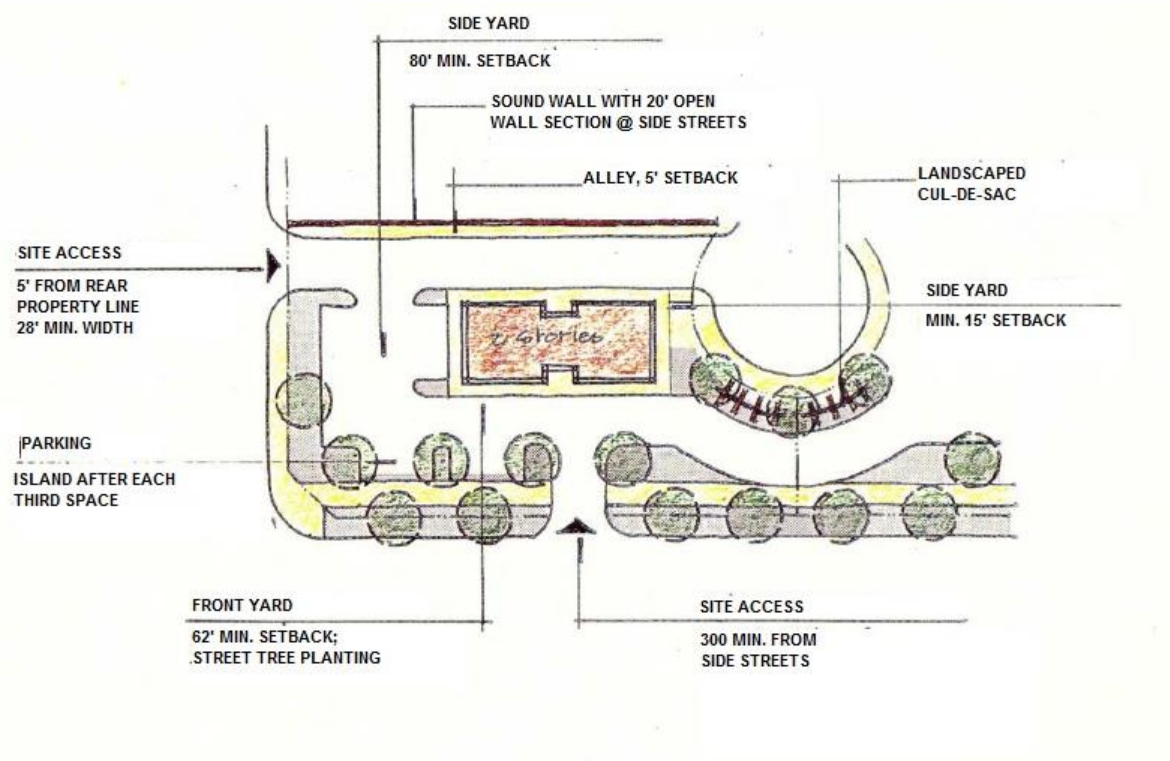 SIDE YARD
80' MIN. SETBACK
SOUND WALL WITH 20' OPEN
WALL SECTION @ SIDE STREETS
ALLEY, 5' SETBACK
LANDSCAPED
CUL-DE-SAC
SITE ACCESS
5' FROM REAR
PROPERTY LINE
28' MIN. WIDTH
SIDE YARD
MIN. 15' SETBACK
2 Stories
PARKING
ISLAND AFTER EACH
THIRD SPACE
FRONT YARD
62' MIN. SETBACK;
STREET TREE PLANTING
SITE ACCESS
300 MIN. FROM
SIDE STREETS